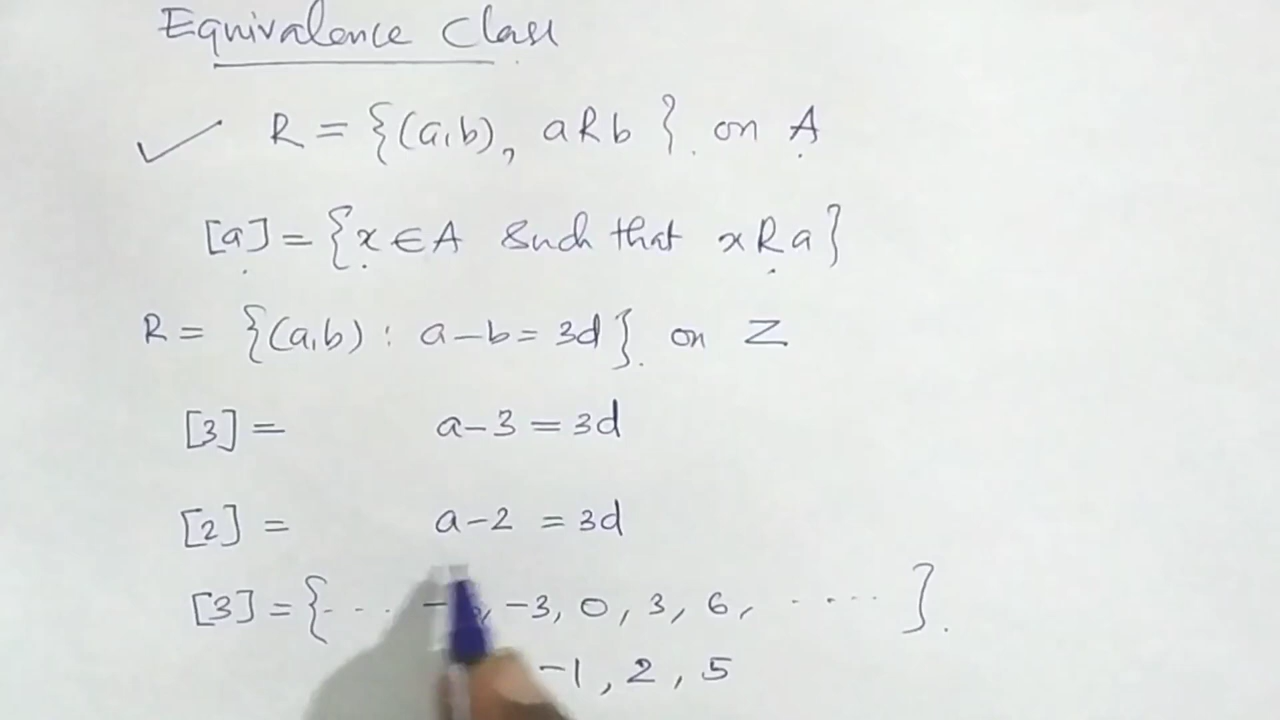 Equivalence Class
R = {(a,b), aRb } on A
[a] = {x ∈ A such that x R a}
R = {(a,b) : a-b = 3d } on Z
[3] = a-3 = 3d
[2] = a-2 = 3d
[3] = { ... -3, 0, 3, 6, ..... }.
-1, 2, 5